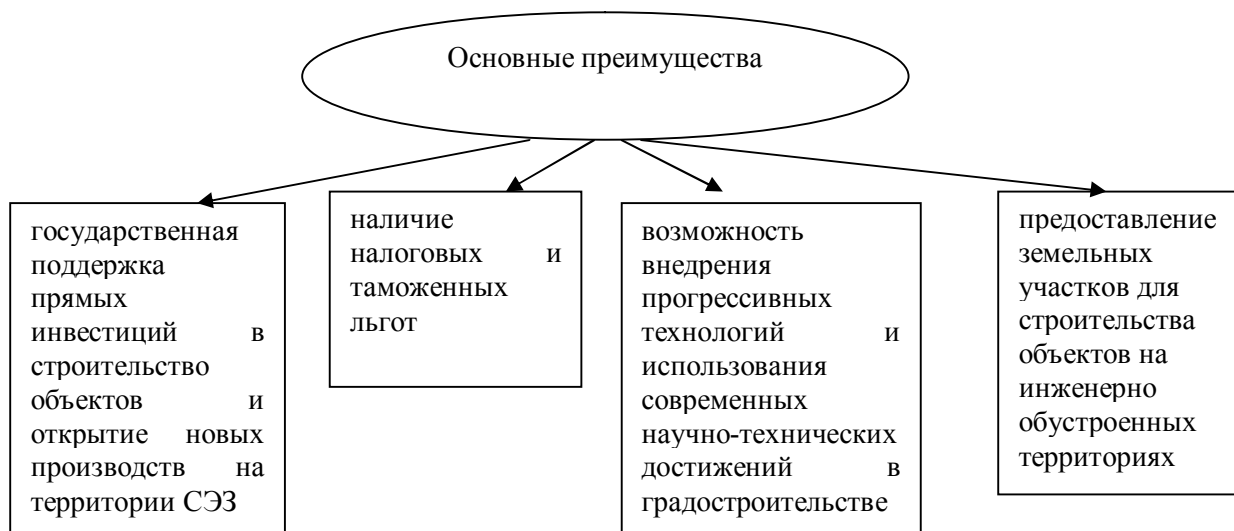 Основные преимущества
государственная
поддержка
прямых
инвестиций в
строительство
объектов и
открытие новых
производств на
территории СЭЗ
наличие
налоговых и
таможенных
льгот
возможность
внедрения
прогрессивных
технологий и
использования
современных
научно-технических
достижений в
градостроительстве
предоставление
земельных
участков для
строительства
объектов на
инженерно
обустроенных
территориях